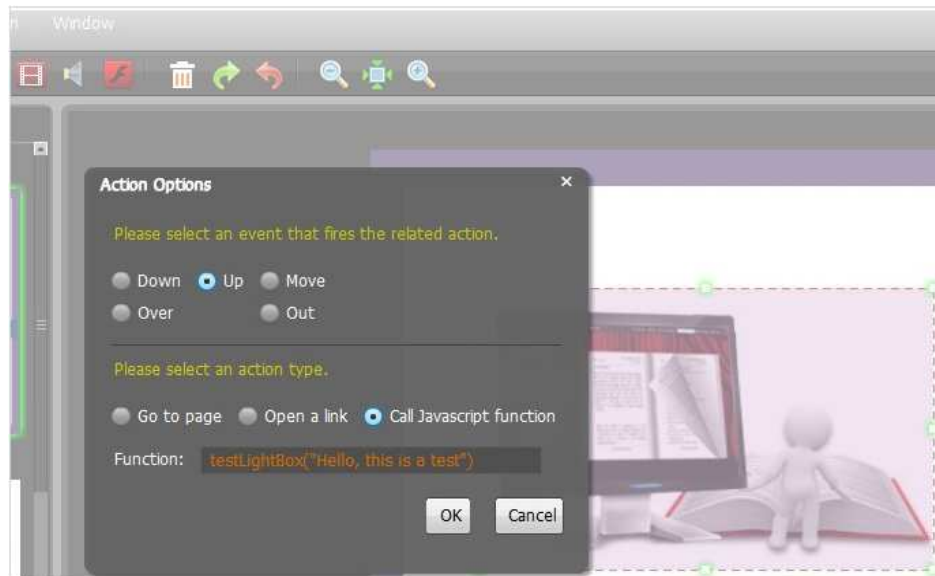 Window
Action Options
Please select an event that fires the related action.
Down Up Move
Over Out
Please select an action type.
Go to page Open a link Call Javascript function
Function: testLightBox("Hello, this is a test")
OK Cancel